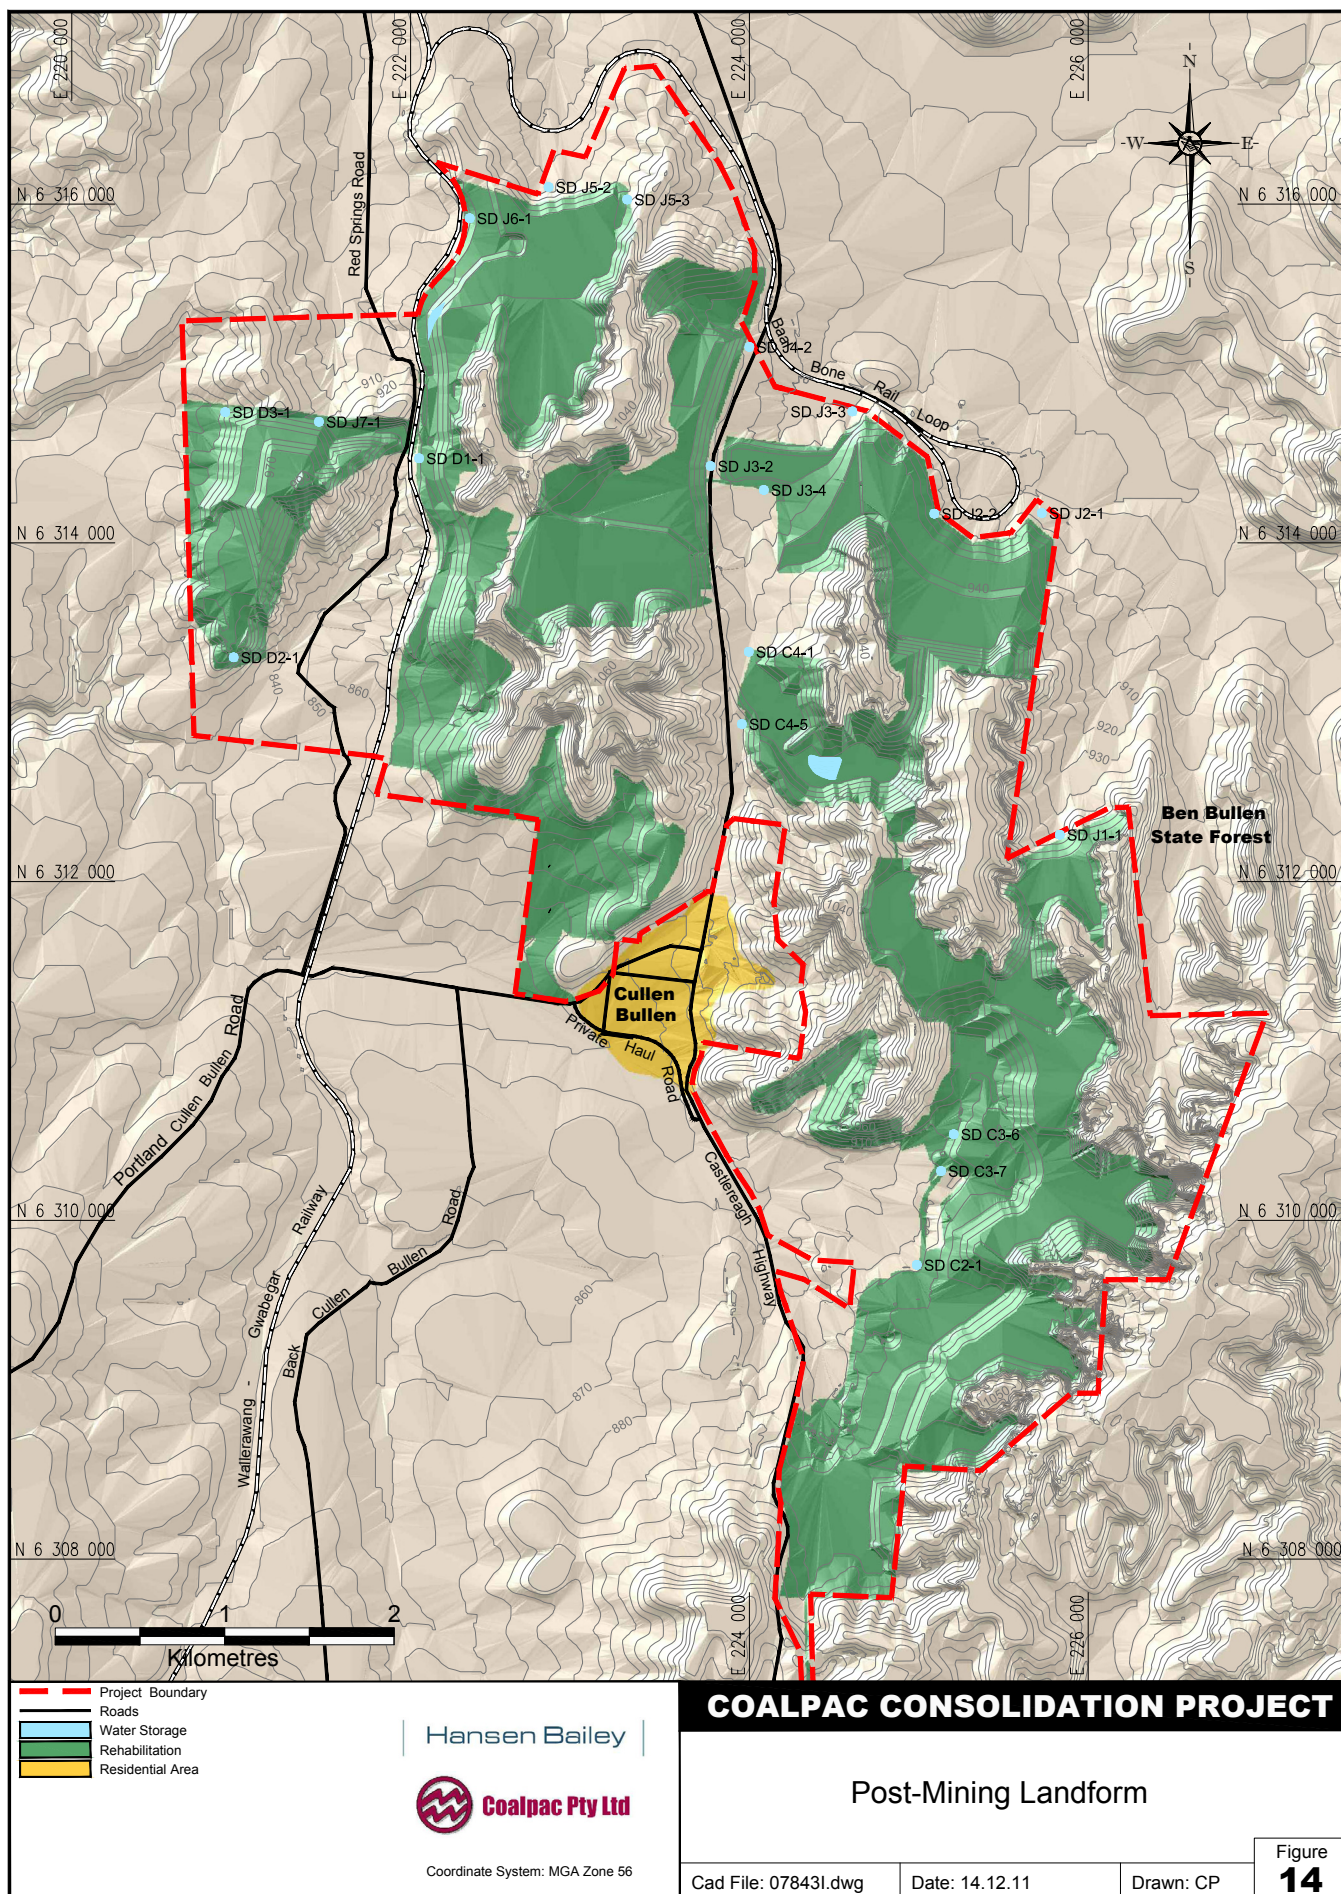 E 220 000
E 222 000
E 224 000
E 226 000
N
W
E
S
N 6 316 000
N 6 316 000
Red Springs Road
SD J5-2
SD J5-3
SD J6-1
SD J4-2
Baal
Bone
Rail
Loop
SD J3-3
910
920
1040
SD D3-1
SD J7-1
SD D1-1
SD J3-2
SD J3-4
SD J2-2
SD J2-1
N 6 314 000
N 6 314 000
940
SD D2-1
840
850
860
1060
SD C4-1
SD C4-5
910
920
930
Ben Bullen
State Forest
SD J1-1
N 6 312 000
N 6 312 000
1040
Cullen
Bullen
Private
Haul
Road
Portland Cullen Bullen Road
SD C3-6
SD C3-7
Castlereagh
Highway
N 6 310 000
N 6 310 000
SD C2-1
Wallerawang - Gwabegar Railway
Back Cullen Bullen Road
860
870
880
1050
N 6 308 000
N 6 308 000
E 224 000
E 226 000
0 1 2
Kilometres
Project Boundary
Roads
Water Storage
Rehabilitation
Residential Area
Hansen Bailey
Coalpac Pty Ltd
Coordinate System: MGA Zone 56
COALPAC CONSOLIDATION PROJECT
Post-Mining Landform
Cad File: 07843I.dwg
Date: 14.12.11
Drawn: CP
Figure
14